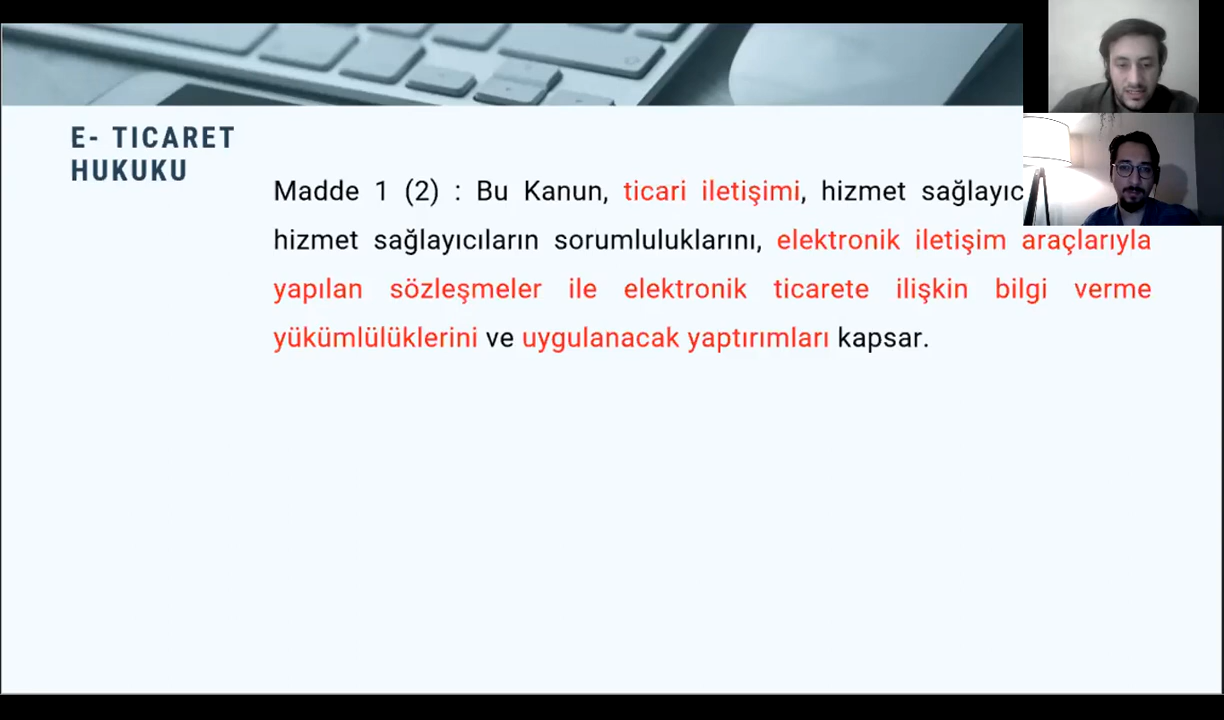 E- TICARET
HUKUKU
Madde 1 (2) : Bu Kanun, ticari iletişimi, hizmet
hizmet sağlayıcıların sorumluluklarını, elektronik iletişim araçlarıyla
yapılan sözleşmeler ile elektronik ticarete ilişkin bilgi verme
yükümlülüklerini ve uygulanacak yaptırımları kapsar.